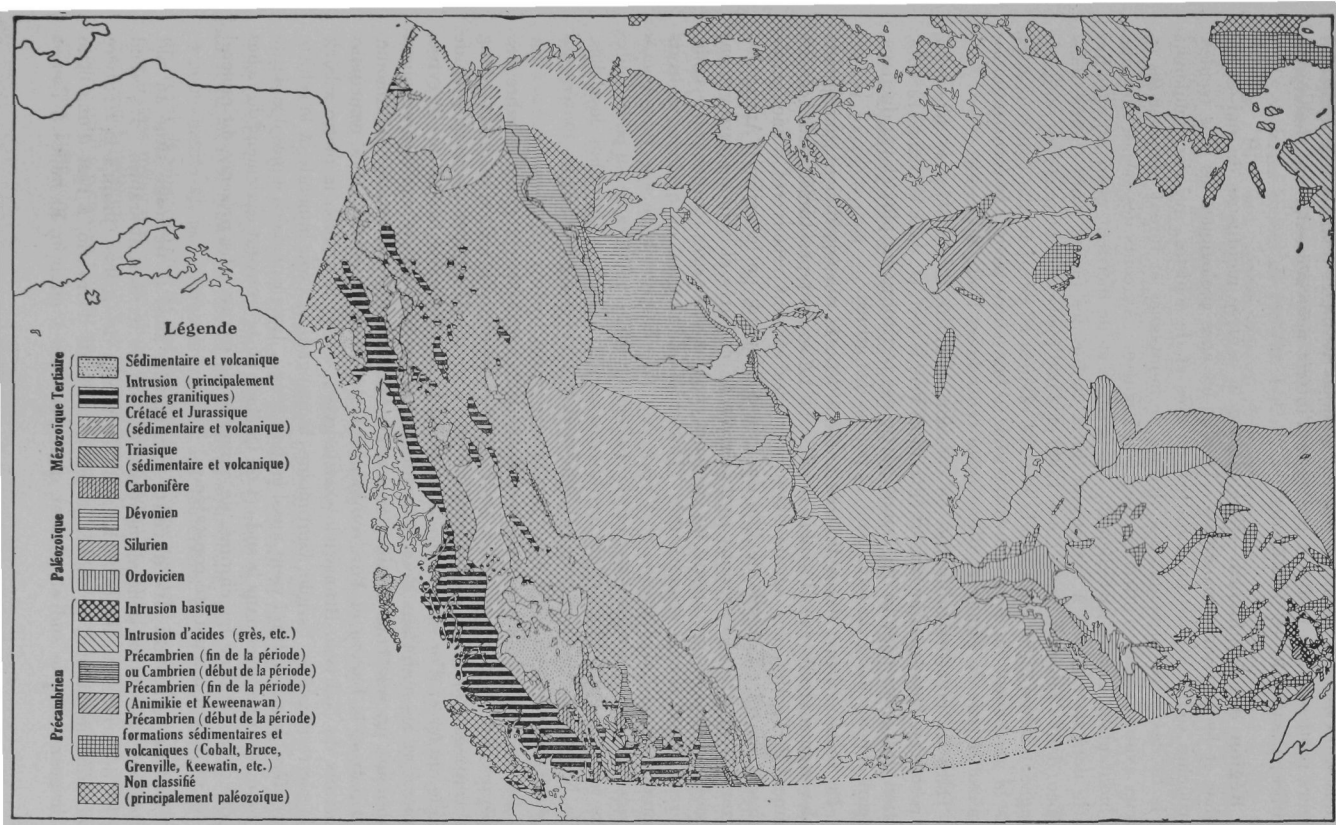 Légende
Tertiaire
Sédimentaire et volcanique
Mézozoïque
Intrusion (principalement
roches granitiques)
Crétacé et Jurassique
(sédimentaire et volcanique)
Triasique
(sédimentaire et volcanique)
Paléozoïque
Carbonifère
Dévonien
Silurien
Ordovicien
Précambrieu
Intrusion basique
Intrusion d'acides (grès, etc.)
Précambrien (fin de la période)
ou Cambrien (début de la période)
Précambrien (fin de la période)
(Animikie et Keweenawan)
Précambrien (début de la période)
formations sédimentaires et
volcaniques (Cobalt, Bruce,
Grenville, Keewatin, etc.)
Non classifié
(principalement paléozoïque)